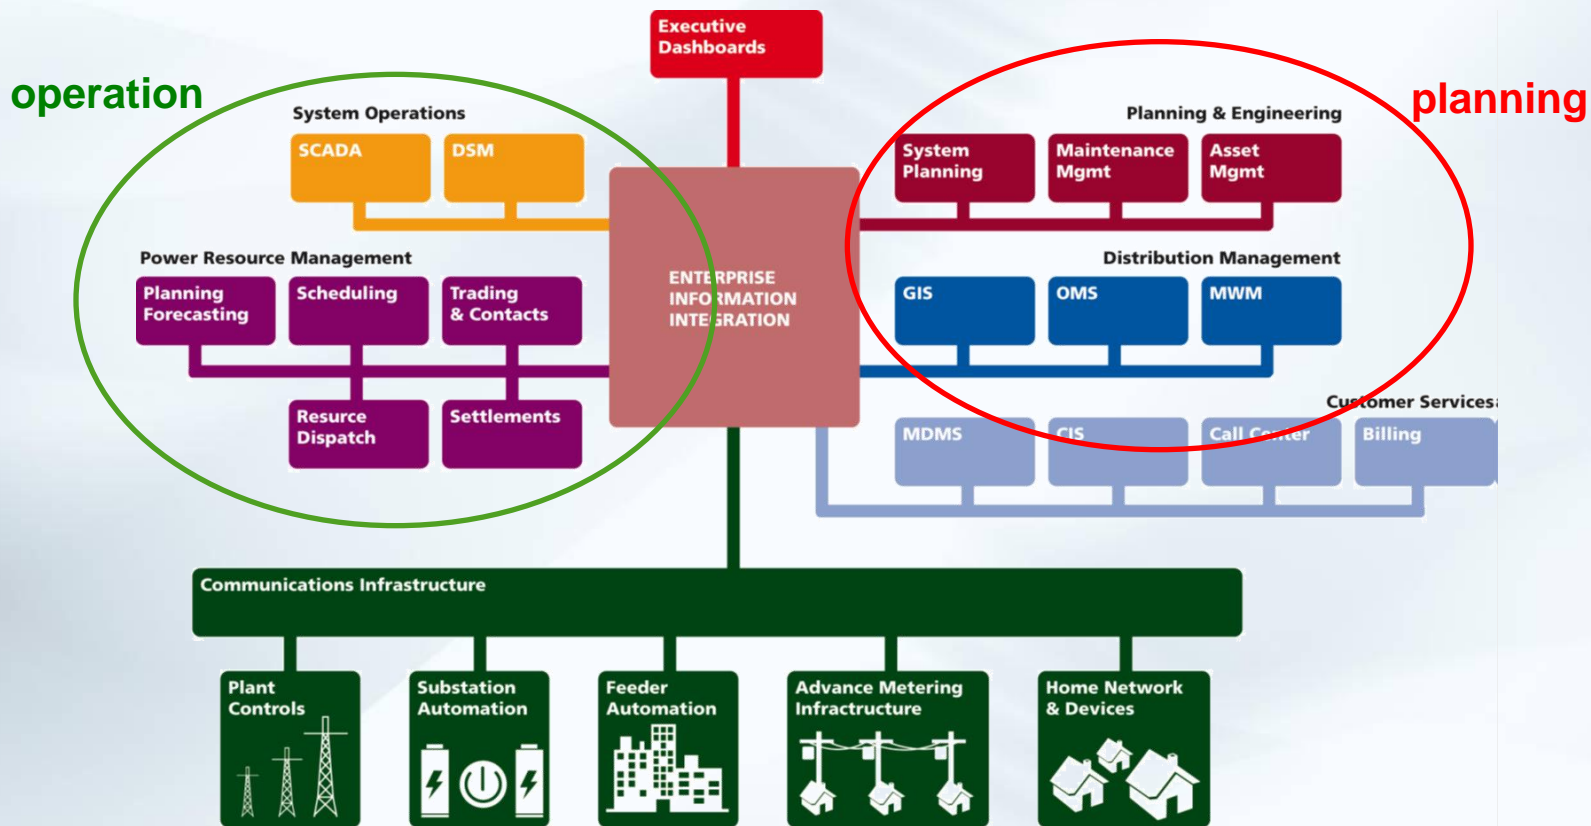 Executive
Dashboards
operation
planning
System Operations
SCADA
DSM
Planning & Engineering
System
Planning
Maintenance
Mgmt
Asset
Mgmt
Power Resource Management
Planning
Forecasting
Scheduling
Trading
& Contacts
Resurce
Dispatch
Settlements
ENTERPRISE
INFORMATION
INTEGRATION
Distribution Management
GIS
OMS
MWM
Customer Services
MDMS
CIS
Call Center
Billing
Communications Infrastructure
Plant
Controls
Substation
Automation
Feeder
Automation
Advance Metering
Infractructure
Home Network
& Devices